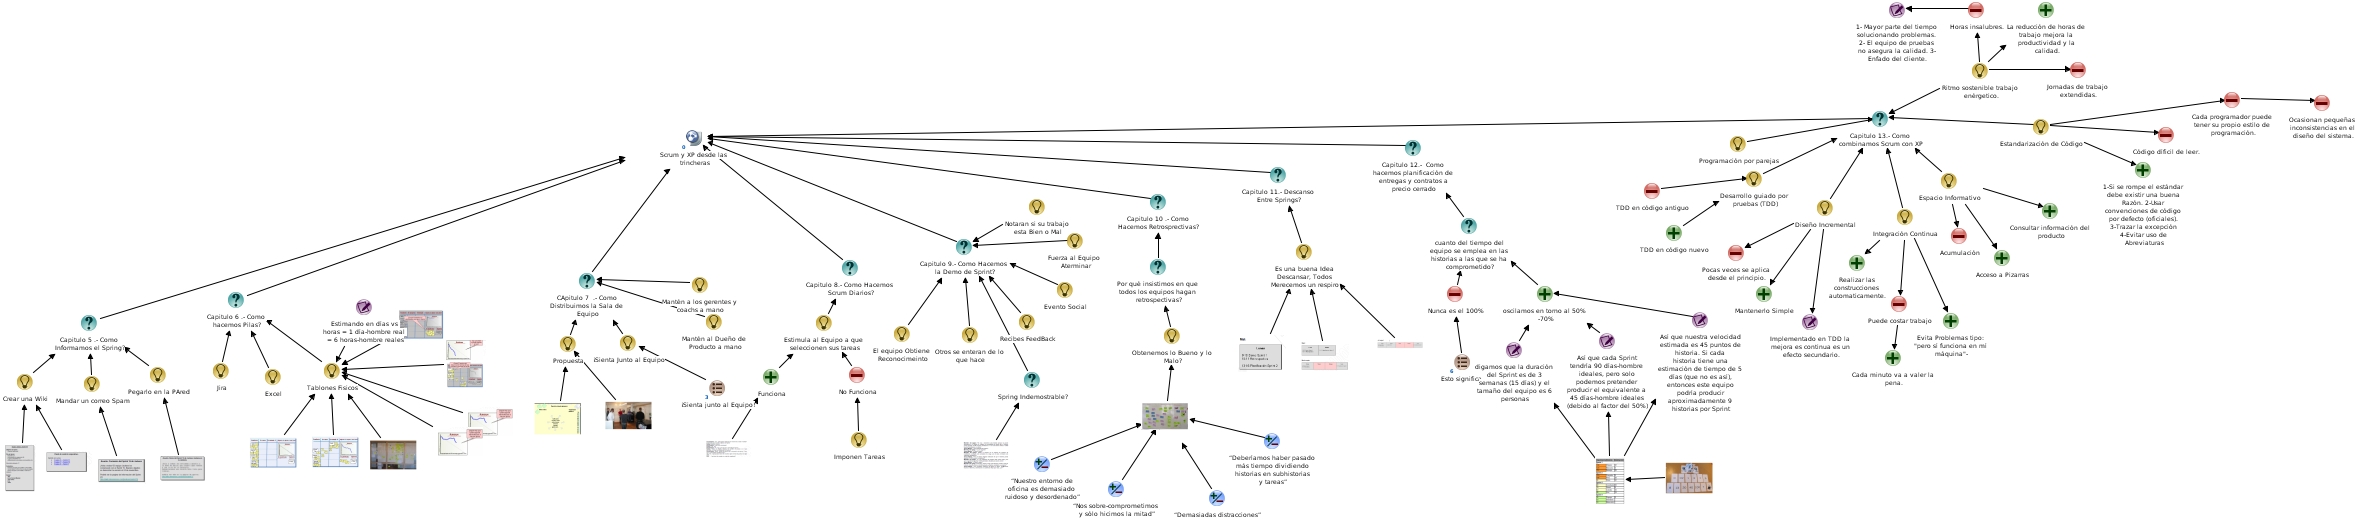 1- Mayor parte del tiempo
solucionando problemas.
2- El equipo de pruebas
no asegura la calidad. 3-
Enfado del cliente.
Horas insalubres.
La reducción de horas de
trabajo mejora la
productividad y la
calidad.
Ritmo sostenible trabajo
enérgetico.
Jornadas de trabajo
extendidas.
Cada programador puede
tener su propio estilo de
programación.
Ocasionan pequeñas
inconsistencias en el
diseño del sistema.
Scrum y XP desde las
trincheras
Capitulo 13.- Como
combinamos Scrum con XP
Estandarización de Código
Código dificil de leer.
Programación por parejas
Capitulo 12.- Como
hacemos planificación de
entregas y contratos a
precio cerrado
Capitulo 11.- Descanso
Entre Springs?
TDD en código antiguo
Desarrollo guiado por
pruebas (TDD)
TDD en código nuevo
Diseño Incremental
Integración Continua
Espacio Informativo
Consultar información del
producto
Acumulación
Acceso a Pizarras
1-Si se rompe el estándar
debe existir una buena
Razón. 2-Usar
convenciones de código
por defecto (oficiales).
3-Trazar la excepción
4-Evitar uso de
Abreviaturas
Pocas veces se aplica
desde el principio.
Mantenerlo Simple
Implementado en TDD la
mejora es continua es un
efecto secundario.
Realizar las
construcciones
automaticamente.
Puede costar trabajo
Cada minuto va a valer la
pena.
Evita Problemas tipo:
"pero si funciona en mi
máquina"-
Capitulo 10 .- Como
Hacemos Retrospectivas?
Por qué insistimos en que
todos los equipos hagan
retrospectivas?
Obtenemos lo Bueno y lo
Malo?
Notaran si su trabajo
esta Bien o Mal
Fuerza al Equipo
Aterminar
Capitulo 9.- Como Hacemos
la Demo de Sprint?
Evento Social
Recibes FeedBack
Otros se enteran de lo
que hace
El equipo Obtiene
Reconocimeinto
Spring Indemostrable?
Capitulo 8.- Como Hacemos
Scrum Diarios?
Estimula al Equipo a que
seleccionen sus tareas
Funciona
No Funciona
Imponen Tareas
CApitulo 7 .- Como
Distribuimos la Sala de
Equipo
Mantén a los gerentes y
coachs a mano
Mantén al Dueño de
Producto a mano
Propuesta
¡Sienta Junto al Equipo!
3
¡Sienta junto al Equipo!
Capitulo 6 .- Como
hacemos Pilas?
Estimando en días vs
horas = 1 día-hombre real
= 6 horas-hombre reales
Jira
Excel
Tablones Fisicos
Capitulo 5 .- Como
Informamos el Spring?
Crear una Wiki
Mandar un correo Spam
Pegarlo en la PAred
Es una buena Idea
Descansar, Todos
Merecemos un respiro
cuanto del tiempo del
equipo se emplea en las
historias a las que se ha
comprometido?
Nunca es el 100%
6
oscilamos en torno al 50%
-70%
digamos que la duración
del Sprint es de 3
semanas (15 días) y el
tamaño del equipo es 6
personas
Así que cada Sprint
tendría 90 días-hombre
ideales, pero solo
podemos pretender
producir el equivalente a
45 días-hombre ideales
(debido al factor del 50%)
Así que nuestra velocidad
estimada es 45 puntos de
historia. Si cada
historia tiene una
estimación de tiempo de 5
días (que no es así),
entonces este equipo
podría producir
aproximadamente 9
historias por Sprint
"Nuestro entorno de
oficina es demasiado
ruidoso y desordenado"
"Nos sobre-comprometimos
y sólo hicimos la mitad"
"Demasiadas distracciones"
"Deberíamos haber pasado
más tiempo dividiendo
historias en subhistorias
y tareas"